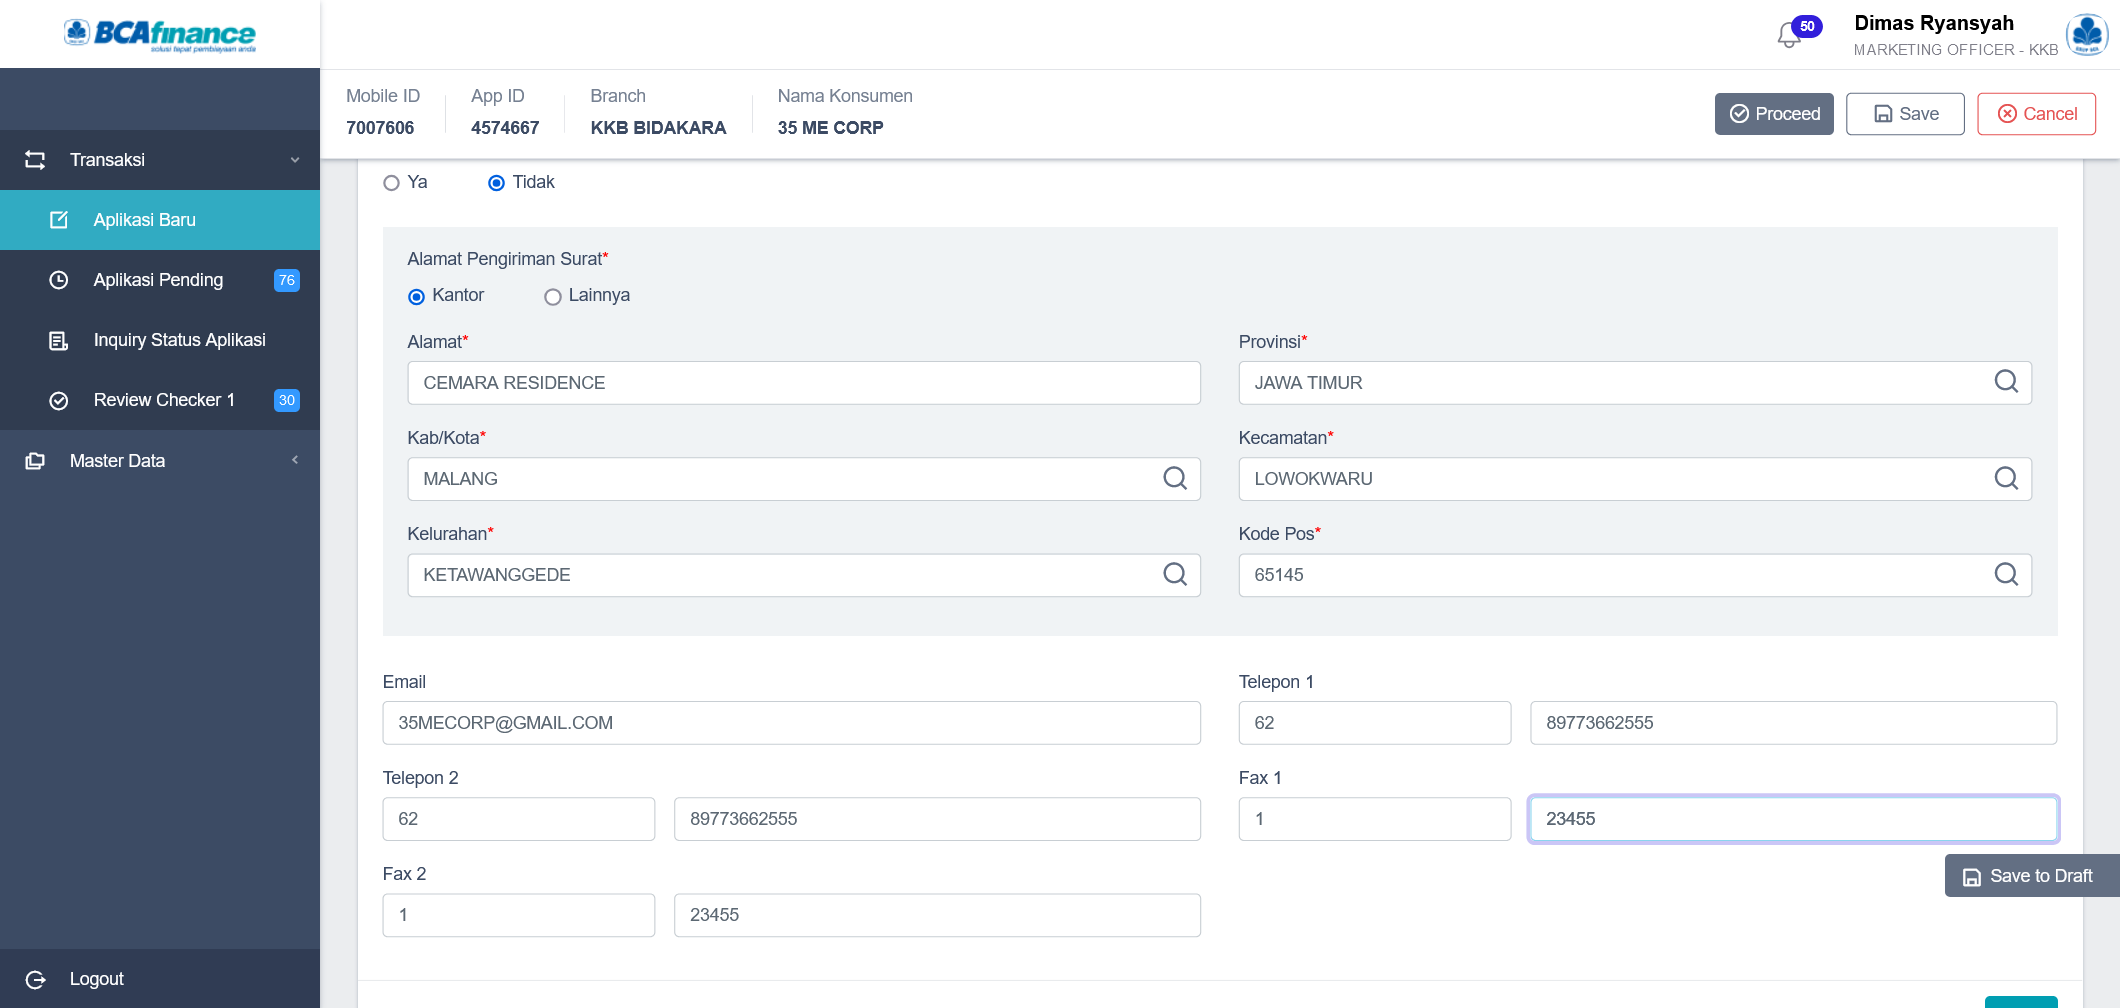 BCAfinance
solusi tepat pembiayaan anda
50
Dimas Ryansyah
MARKETING OFFICER - KKB
Mobile ID
7007606
App ID
4574667
Branch
KKB BIDAKARA
Nama Konsumen
35 ME CORP
Proceed
Save
Cancel
Transaksi
Aplikasi Baru
Aplikasi Pending 76
Inquiry Status Aplikasi
Review Checker 1 30
Master Data
Logout
Ya Tidak
Alamat Pengiriman Surat*
Kantor Lainnya
Alamat* Provinsi*
CEMARA RESIDENCE JAWA TIMUR
Kab/Kota* Kecamatan*
MALANG LOWOKWARU
Kelurahan* Kode Pos*
KETAWANGGEDE 65145
Email Telepon 1
35MECORP@GMAIL.COM 62 89773662555
Telepon 2 Fax 1
62 89773662555 1 23455
Save to Draft
Fax 2
1 23455